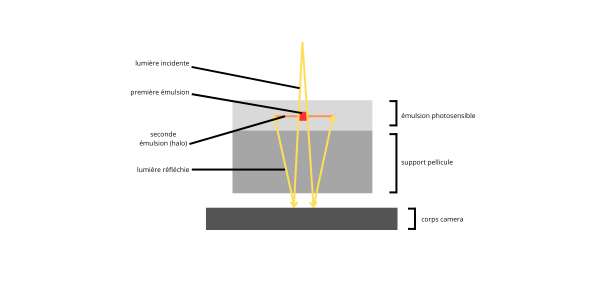 lumière incidente
première émulsion
seconde
émulsion (halo)
lumière réfléchie
émulsion photosensible
support pellicule
corps camera